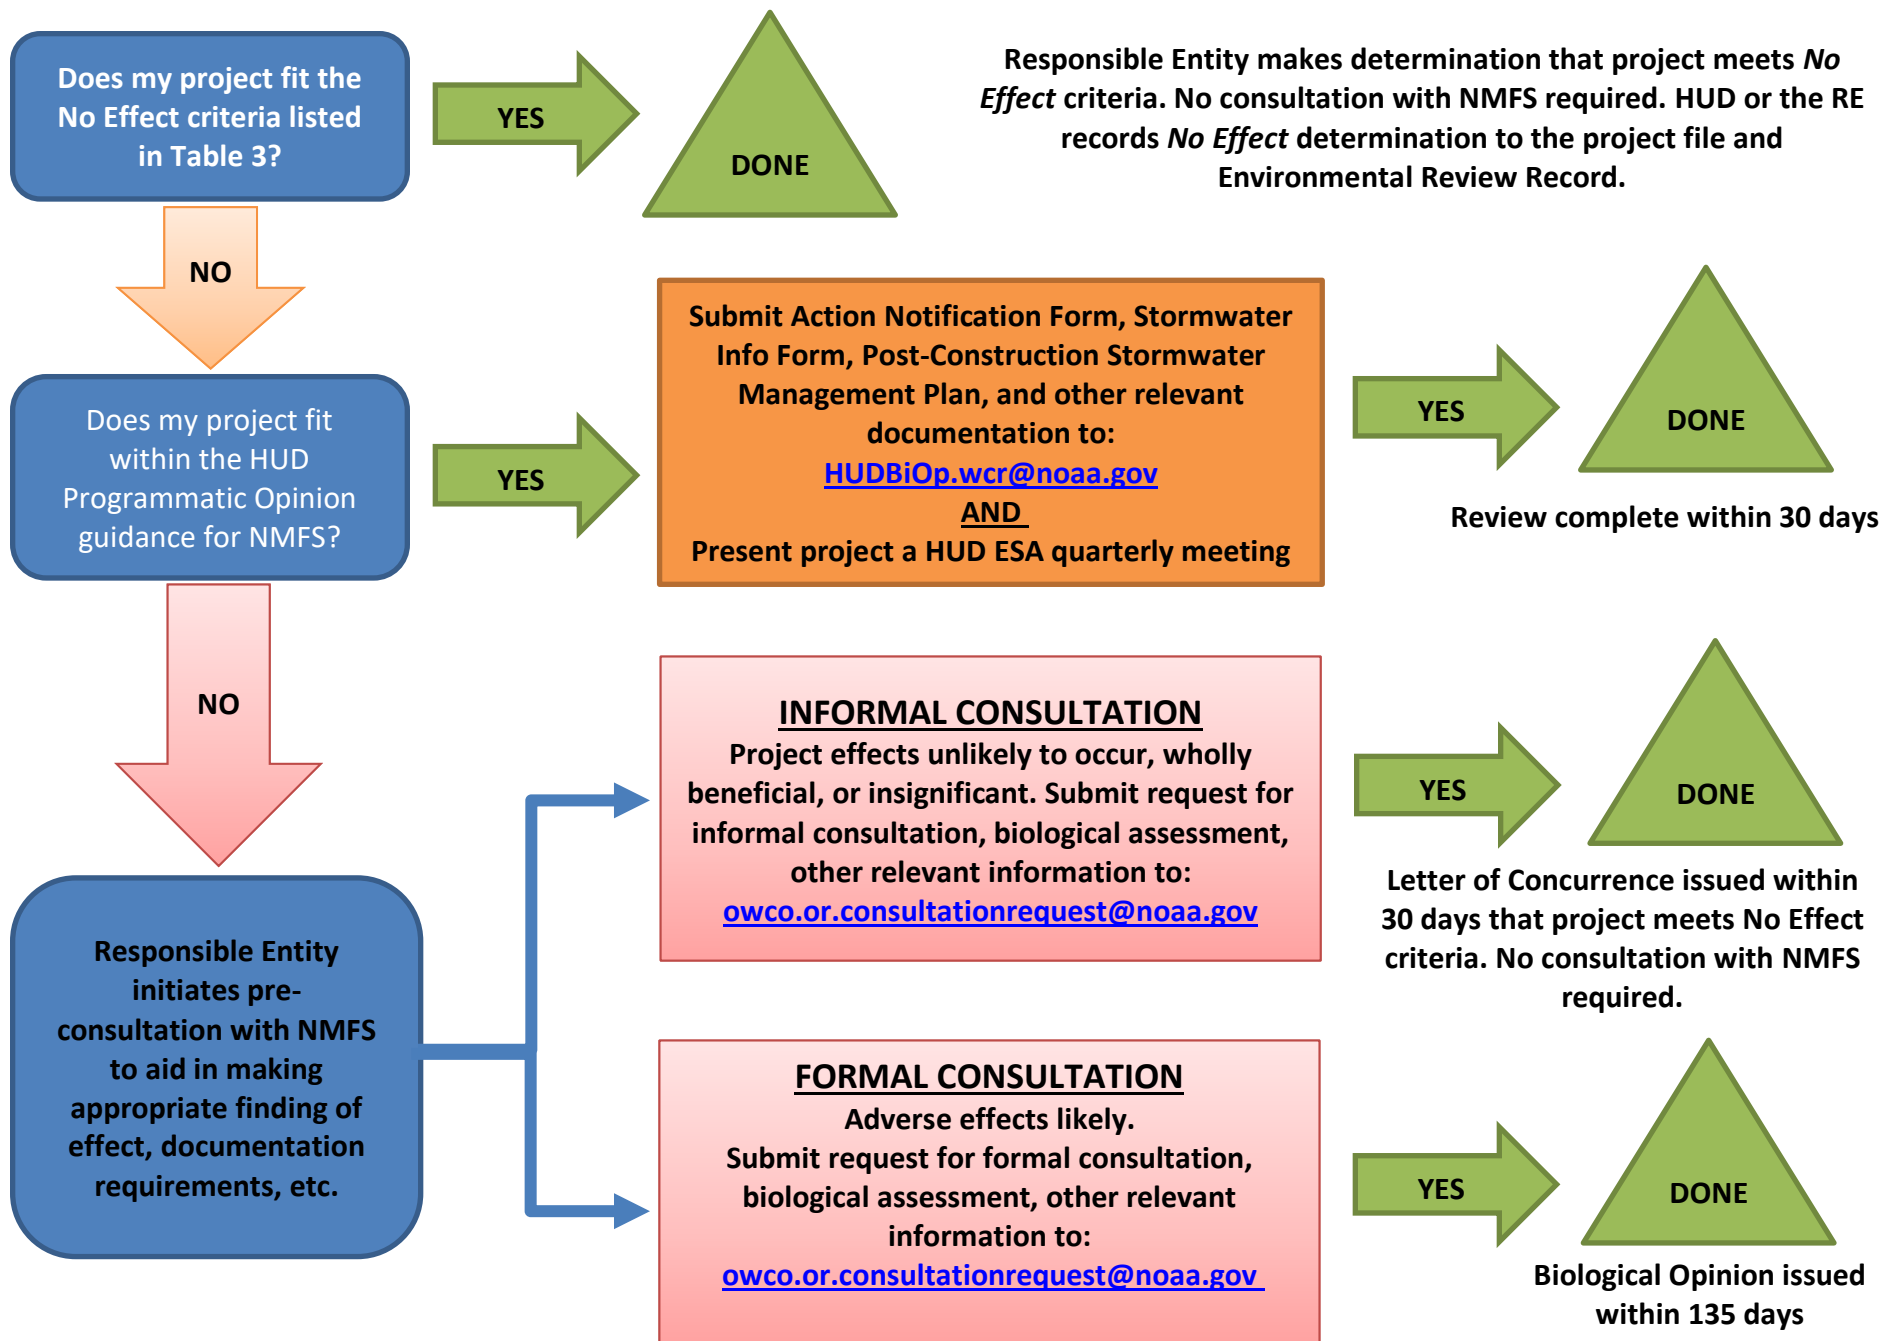 Does my project fit the
No Effect criteria listed
in Table 3?
YES
DONE
Responsible Entity makes determination that project meets No
Effect criteria. No consultation with NMFS required. HUD or the RE
records No Effect determination to the project file and
Environmental Review Record.
NO
Does my project fit
within the HUD
Programmatic Opinion
guidance for NMFS?
YES
Submit Action Notification Form, Stormwater
Info Form, Post-Construction Stormwater
Management Plan, and other relevant
documentation to:
HUDBiOp.wcr@noaa.gov
AND
Present project a HUD ESA quarterly meeting
YES
DONE
Review complete within 30 days
NO
Responsible Entity
initiates pre-
consultation with NMFS
to aid in making
appropriate finding of
effect, documentation
requirements, etc.
INFORMAL CONSULTATION
Project effects unlikely to occur, wholly
beneficial, or insignificant. Submit request for
informal consultation, biological assessment,
other relevant information to:
owco.or.consultationrequest@noaa.gov
YES
DONE
Letter of Concurrence issued within
30 days that project meets No Effect
criteria. No consultation with NMFS
required.
FORMAL CONSULTATION
Adverse effects likely.
Submit request for formal consultation,
biological assessment, other relevant
information to:
owco.or.consultationrequest@noaa.gov
YES
DONE
Biological Opinion issued
within 135 days